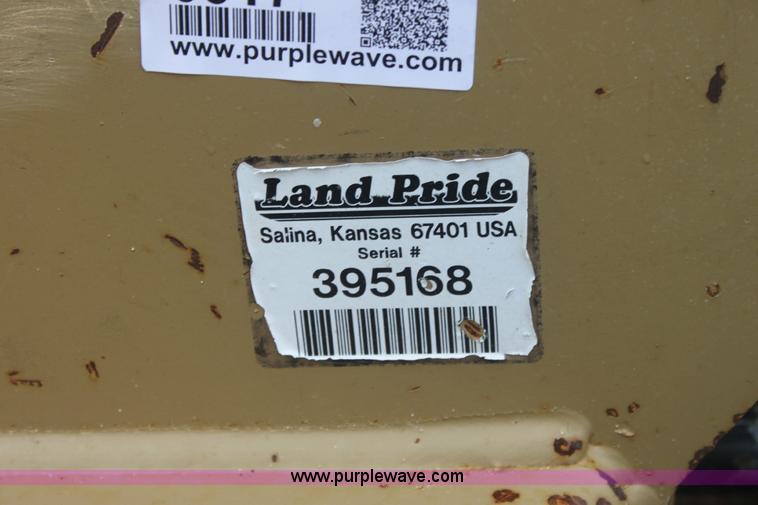 www.purplewave.com
Land Pride
Salina, Kansas 67401 USA
Serial #
395168
www.purplewave.com